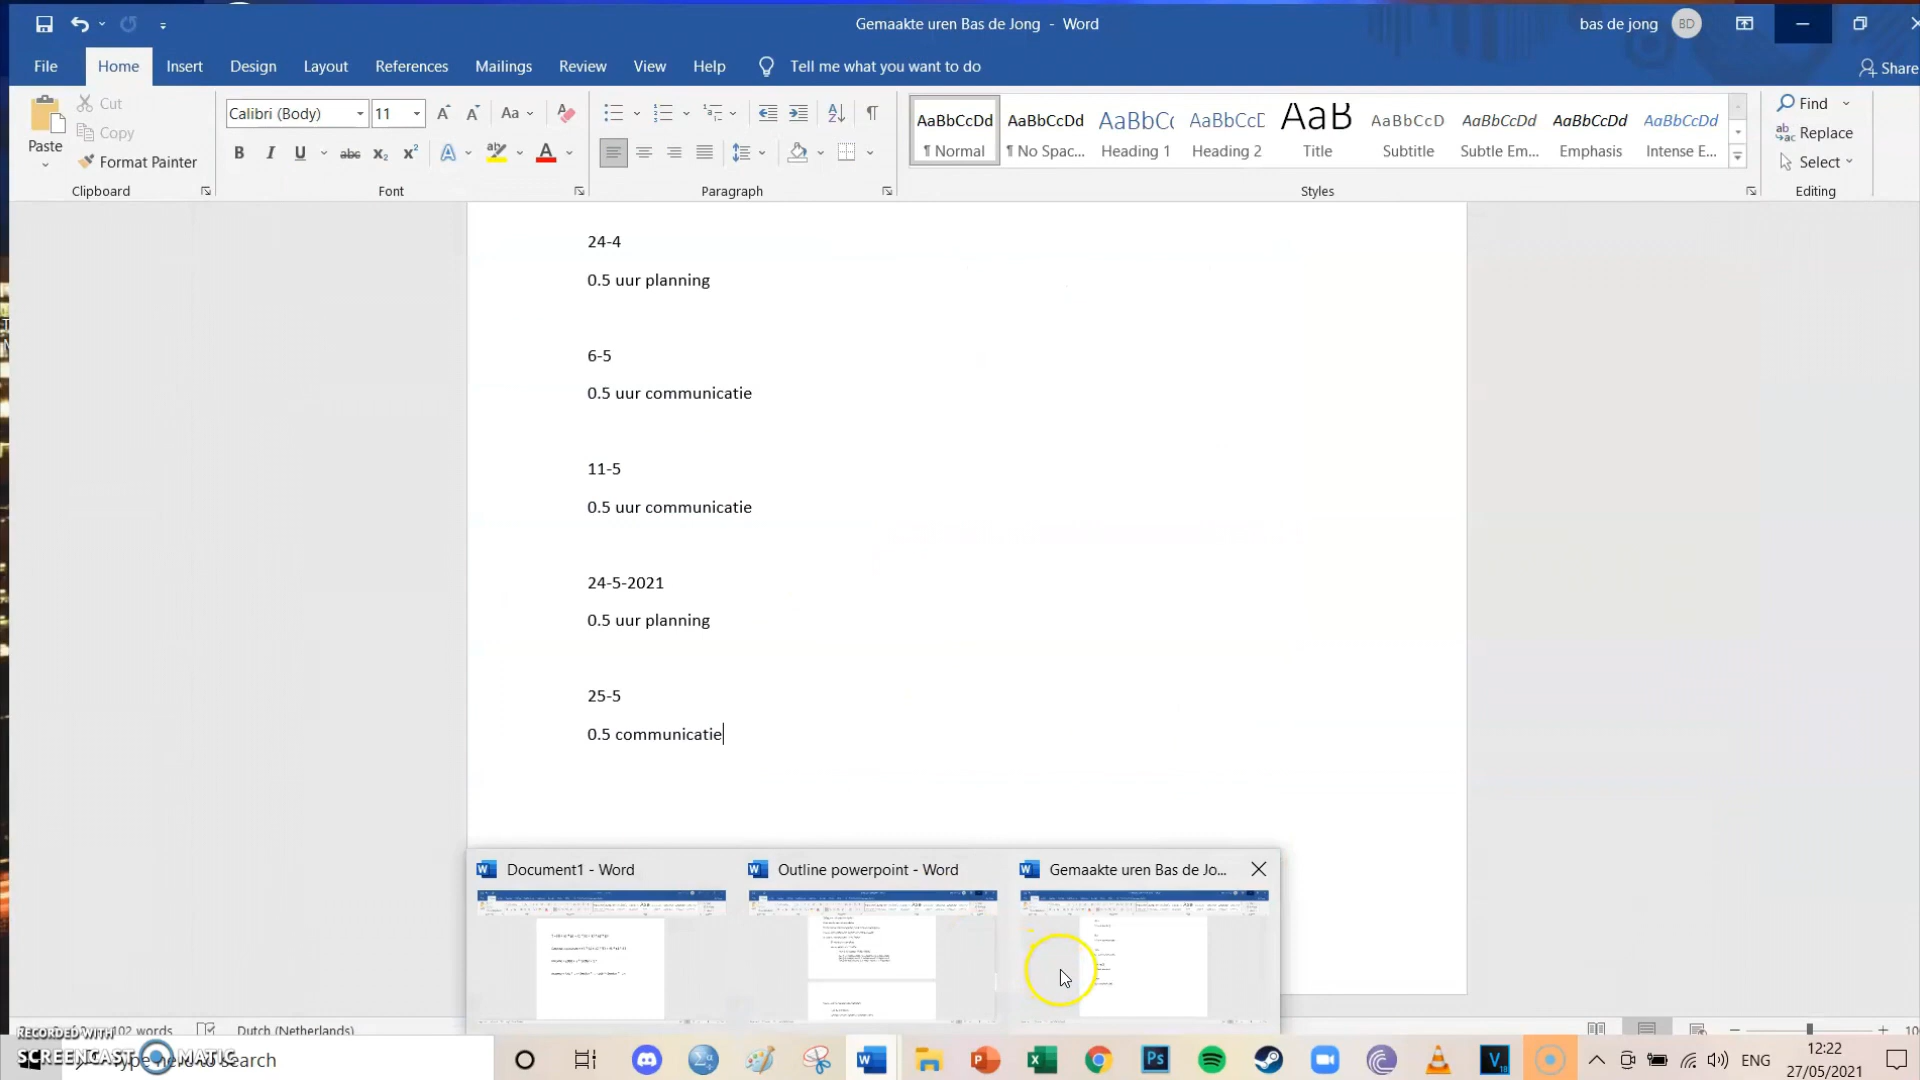 Gemaakte uren Bas de Jong - Word
bas de jong
BD
File
Home
Insert
Design
Layout
References
Mailings
Review
View
Help
Tell me what you want to do
Share
Paste
Cut
Copy
Format Painter
Clipboard
Calibri (Body)
11
Font
Paragraph
AaBbCcDd
¶ Normal
AaBbCcDd
¶ No Spac...
AaBbCc
Heading 1
AaBbCcD
Heading 2
AaB
Title
AaBbCcD
Subtitle
AaBbCcDd
Subtle Em...
AaBbCcDd
Emphasis
AaBbCcDd
Intense E...
Styles
Find
Replace
Select
Editing
24-4
0.5 uur planning
6-5
0.5 uur communicatie
11-5
0.5 uur communicatie
24-5-2021
0.5 uur planning
25-5
0.5 communicatie
Document1 - Word
Outline powerpoint - Word
Gemaakte uren Bas de Jo...
102 words
Dutch (Netherlands)
RECORDED WITH
SCREENCAST MATIC
here to search
ENG
12:22
27/05/2021